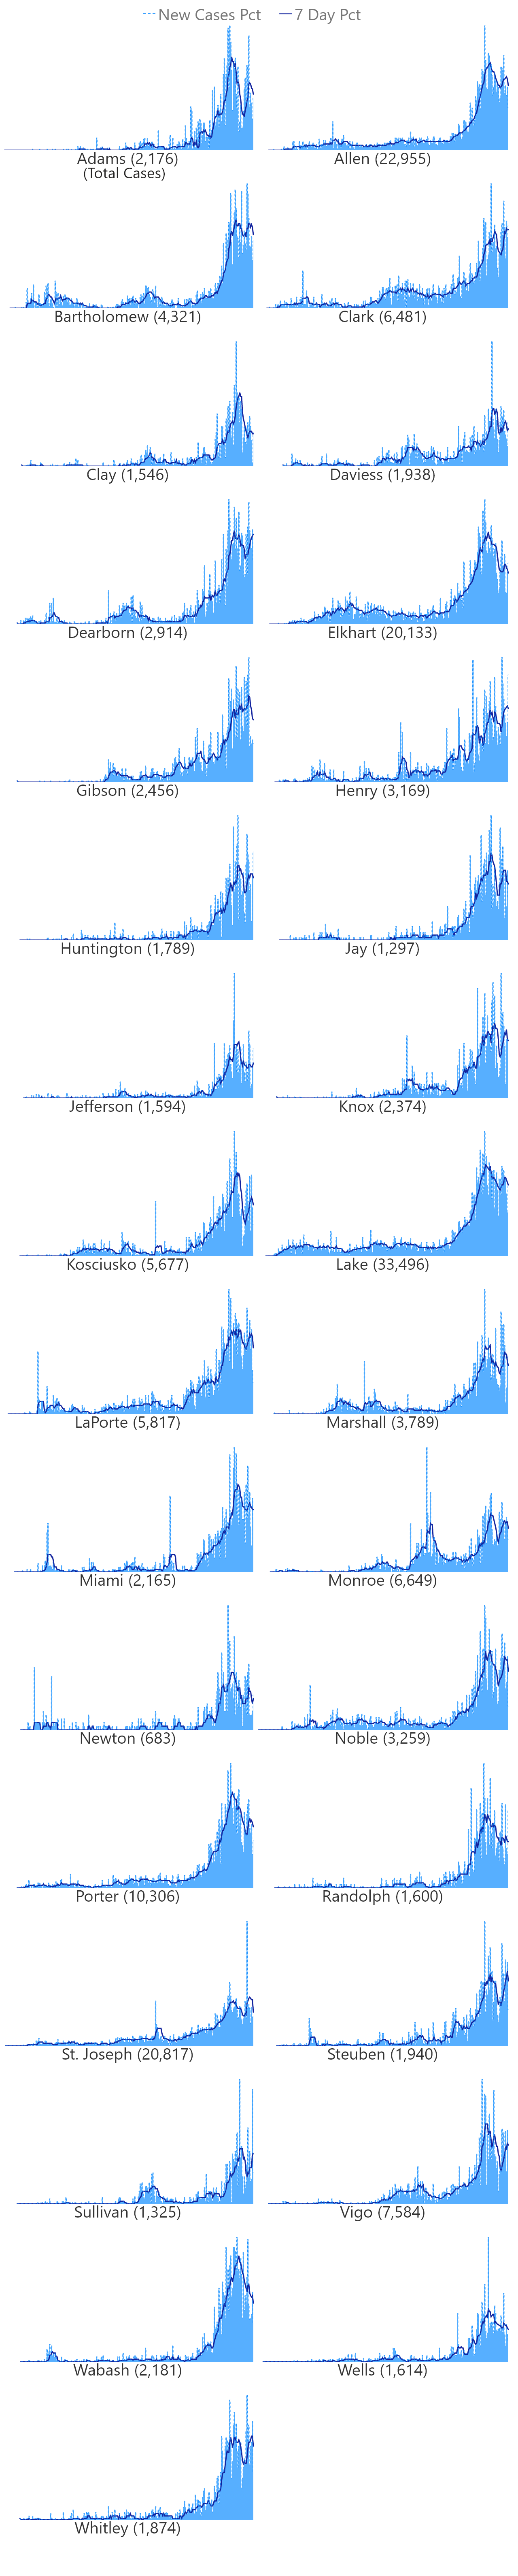 New Cases Pct 7 Day Pct
Adams (2,176)
(Total Cases)
Allen (22,955)
Bartholomew (4,321)
Clark (6,481)
Clay (1,546)
Daviess (1,938)
Dearborn (2,914)
Elkhart (20,133)
Gibson (2,456)
Henry (3,169)
Huntington (1,789)
Jay (1,297)
Jefferson (1,594)
Knox (2,374)
Kosciusko (5,677)
Lake (33,496)
LaPorte (5,817)
Marshall (3,789)
Miami (2,165)
Monroe (6,649)
Newton (683)
Noble (3,259)
Porter (10,306)
Randolph (1,600)
St. Joseph (20,817)
Steuben (1,940)
Sullivan (1,325)
Vigo (7,584)
Wabash (2,181)
Wells (1,614)
Whitley (1,874)